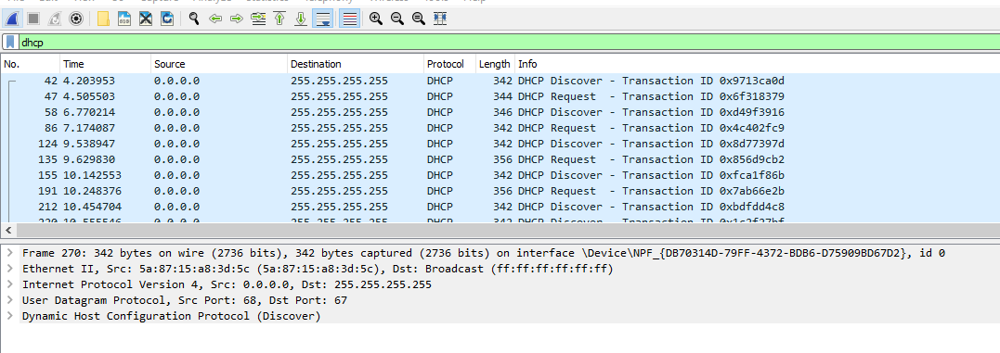 dhcp
No. Time Source Destination Protocol Length Info
42 4.203953 0.0.0.0 255.255.255.255 DHCP 342 DHCP Discover - Transaction ID 0x9713ca0d
47 4.505503 0.0.0.0 255.255.255.255 DHCP 344 DHCP Request - Transaction ID 0x6f318379
58 6.770214 0.0.0.0 255.255.255.255 DHCP 346 DHCP Discover - Transaction ID 0xd49f3916
86 7.174087 0.0.0.0 255.255.255.255 DHCP 342 DHCP Request - Transaction ID 0x4c402fc9
124 9.538947 0.0.0.0 255.255.255.255 DHCP 342 DHCP Discover - Transaction ID 0x8d77397d
135 9.629830 0.0.0.0 255.255.255.255 DHCP 356 DHCP Request - Transaction ID 0x856d9cb2
155 10.142553 0.0.0.0 255.255.255.255 DHCP 342 DHCP Discover - Transaction ID 0xfca1f86b
191 10.248376 0.0.0.0 255.255.255.255 DHCP 356 DHCP Request - Transaction ID 0x7ab66e2b
212 10.454704 0.0.0.0 255.255.255.255 DHCP 342 DHCP Discover - Transaction ID 0xbdfdd4c8
Frame 270: 342 bytes on wire (2736 bits), 342 bytes captured (2736 bits) on interface \Device\NPF_{DB70314D-79FF-4372-BDB6-D75909BD67D2}, id 0
Ethernet II, Src: 5a:87:15:a8:3d:5c (5a:87:15:a8:3d:5c), Dst: Broadcast (ff:ff:ff:ff:ff:ff)
Internet Protocol Version 4, Src: 0.0.0.0, Dst: 255.255.255.255
User Datagram Protocol, Src Port: 68, Dst Port: 67
Dynamic Host Configuration Protocol (Discover)